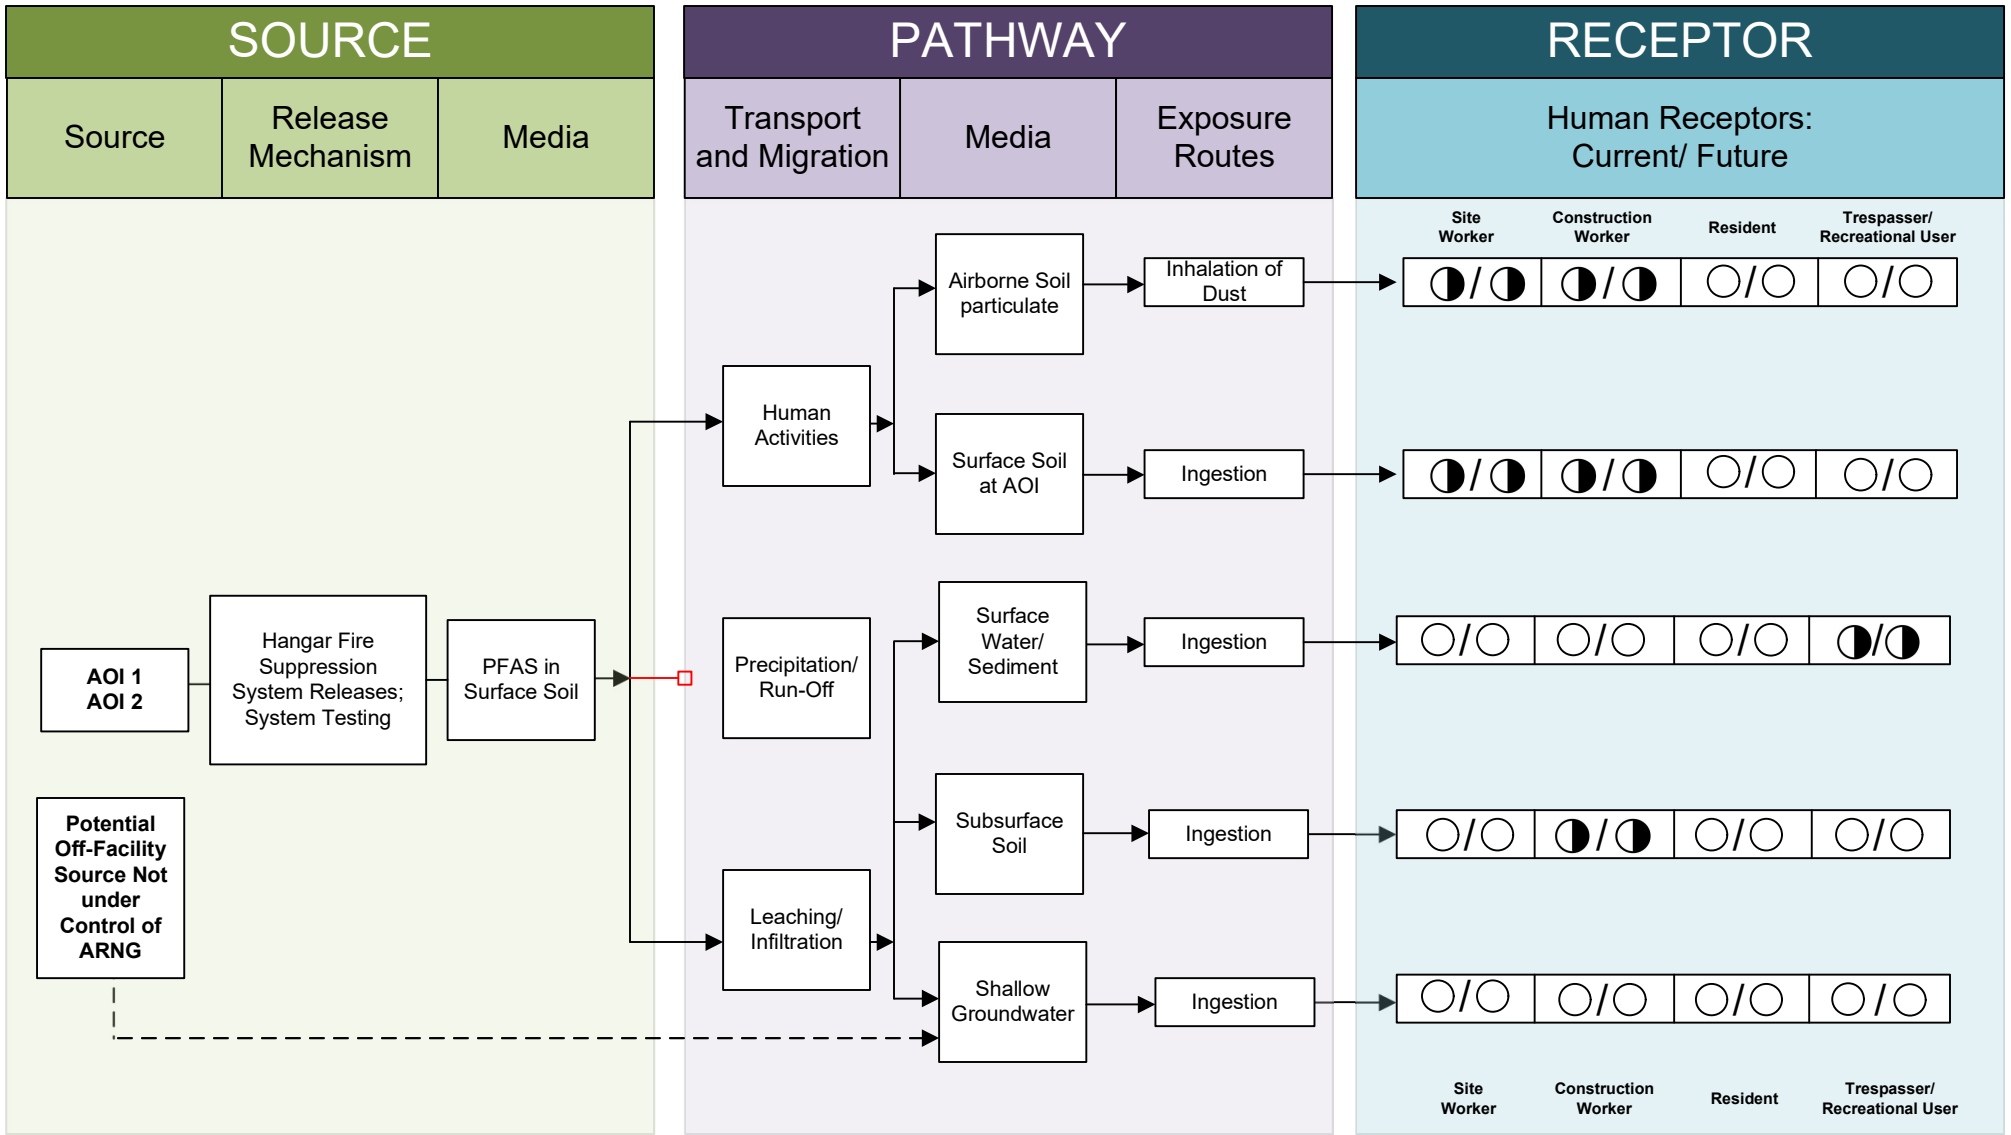 SOURCE
PATHWAY
RECEPTOR
Source
Release
Mechanism
Media
Transport
and Migration
Media
Exposure
Routes
Human Receptors:
Current/ Future
Site
Worker
Construction
Worker
Resident
Trespasser/
Recreational User
Airborne Soil
particulate
Inhalation of
Dust
/ / / /
Human
Activities
Surface Soil
at AOI
Ingestion
/ / / /
AOI 1
AOI 2
Hangar Fire
Suppression
System Releases;
System Testing
PFAS in
Surface Soil
Precipitation/
Run-Off
Surface
Water/
Sediment
Ingestion
/ / / /
Potential
Off-Facility
Source Not
under
Control of
ARNG
Subsurface
Soil
Ingestion
/ / / /
Leaching/
Infiltration
Shallow
Groundwater
Ingestion
/ / / /
Site
Worker
Construction
Worker
Resident
Trespasser/
Recreational User